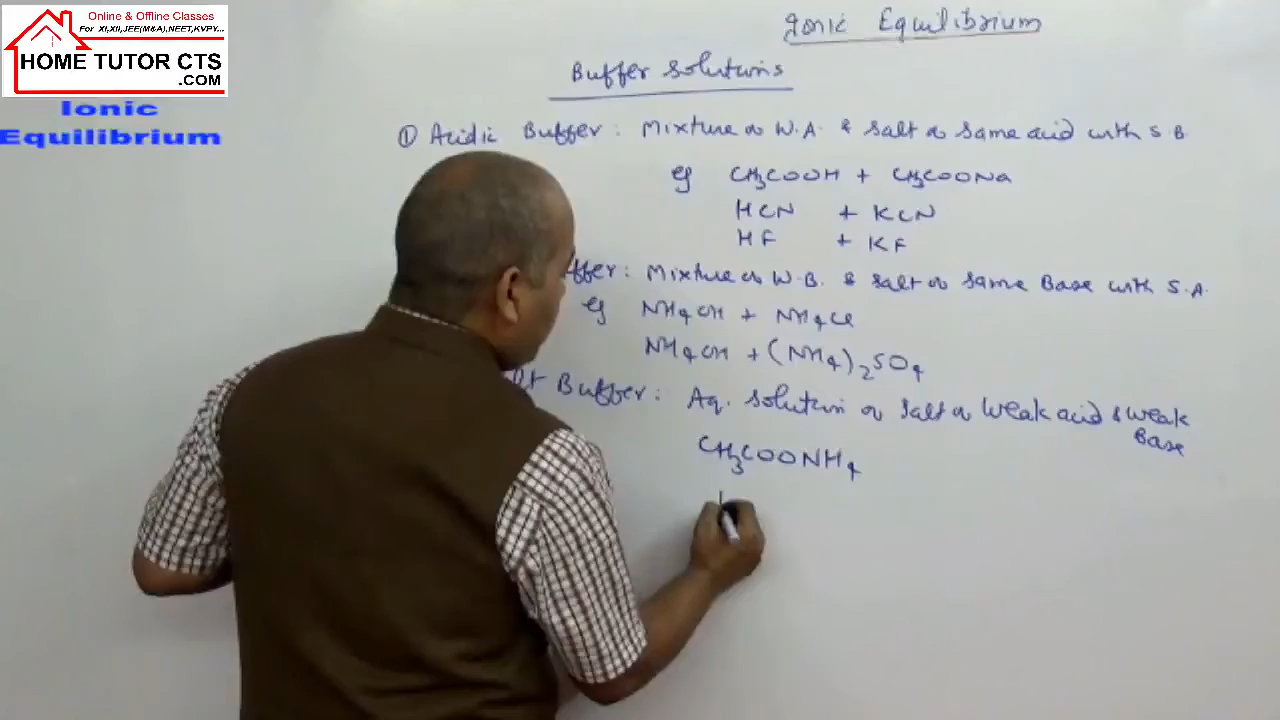 Online & Offline Classes
For XI,XII,JEE(M&A),NEET,KVPY...
HOME TUTOR CTS
.COM
Ionic
Equilibrium
Ionic Equilibrium
Buffer Solutions
① Acidic Buffer: Mixture of W.A. & salt of same acid with S.B.
eg CH3COOH + CH3COONa
HCN + KCN
HF + KF
ffer: Mixture of W.B. & salt of same Base with S.A.
eg NH4OH + NH4Cl
NH4OH + (NH4)2SO4
Buffer: Aq. solution of salt of weak acid & weak
Base
CH3COONH4